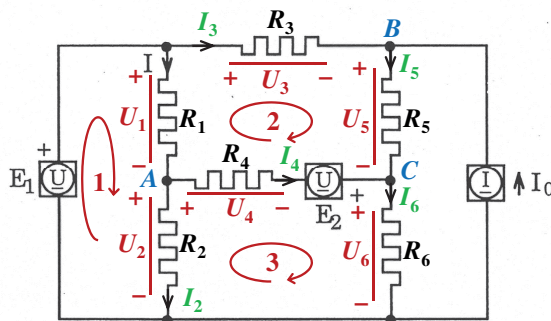 I₃ R₃ B
+ U₃ −
+ I + I₅
U₁ R₁ 2 U₅ R₅
− R₄ I₄ −
+ E₁ U 1 A U C I ↑ I₀
+ U₄ − E₂ + I₆
+ U₂ R₂ 3 + U₆ R₆
− I₂ −